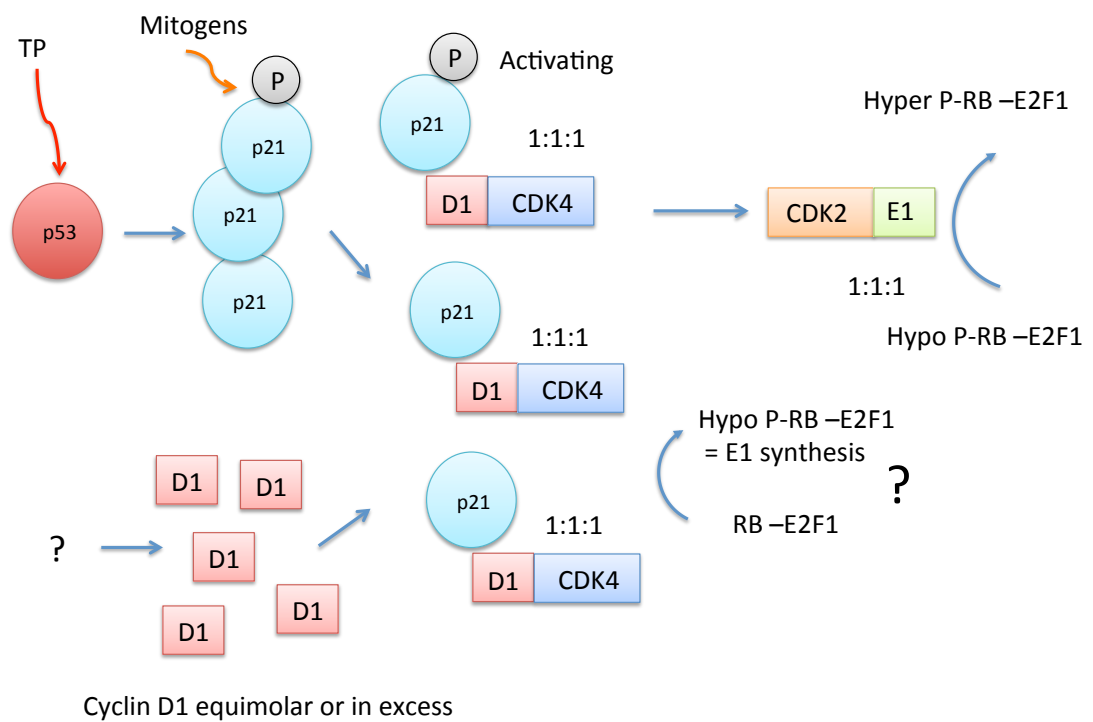 TP
Mitogens
P
p21
p21
p21
p53
P
Activating
p21
1:1:1
D1
CDK4
p21
1:1:1
D1
CDK4
p21
1:1:1
D1
CDK4
Hyper P-RB –E2F1
CDK2
E1
1:1:1
Hypo P-RB –E2F1
Hypo P-RB –E2F1
= E1 synthesis
?
RB –E2F1
?
D1
D1
D1
D1
D1
Cyclin D1 equimolar or in excess